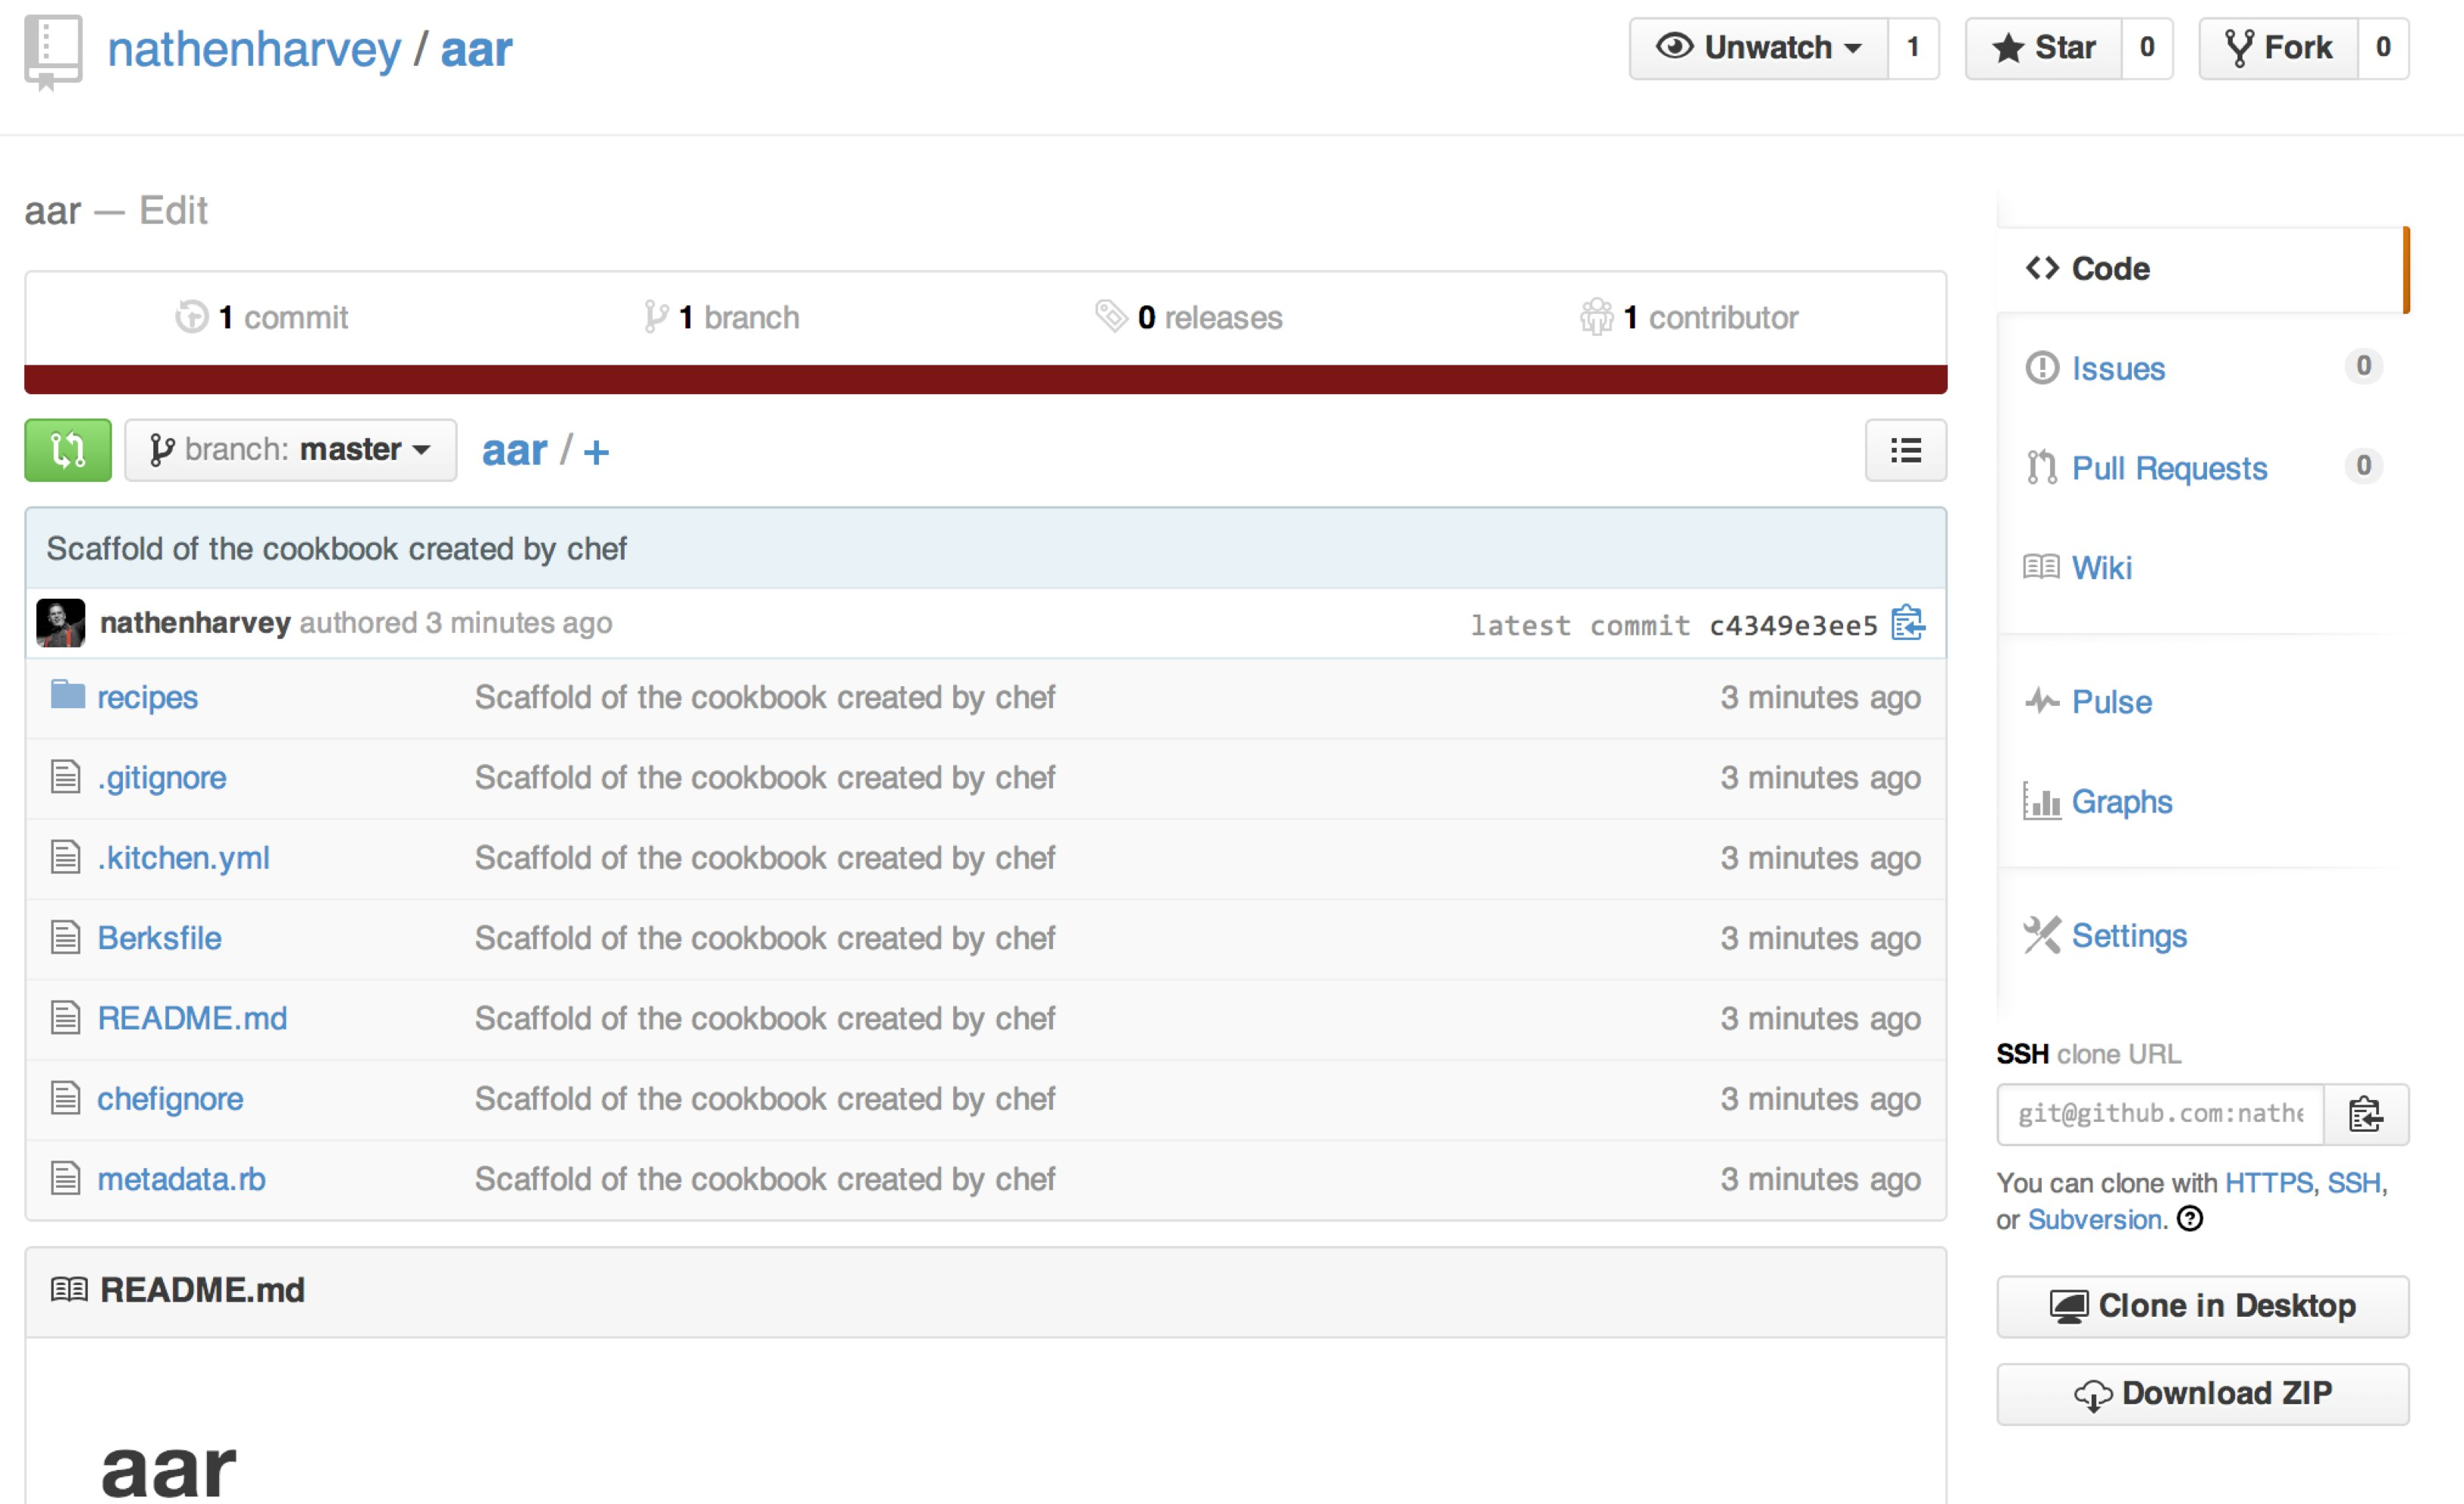 nathenharvey / aar
Unwatch 1 Star 0 Fork 0
aar — Edit
1 commit 1 branch 0 releases 1 contributor
branch: master aar / +
Scaffold of the cookbook created by chef
nathenharvey authored 3 minutes ago latest commit c4349e3ee5
recipes Scaffold of the cookbook created by chef 3 minutes ago
.gitignore Scaffold of the cookbook created by chef 3 minutes ago
.kitchen.yml Scaffold of the cookbook created by chef 3 minutes ago
Berksfile Scaffold of the cookbook created by chef 3 minutes ago
README.md Scaffold of the cookbook created by chef 3 minutes ago
chefignore Scaffold of the cookbook created by chef 3 minutes ago
metadata.rb Scaffold of the cookbook created by chef 3 minutes ago
README.md
aar
Code
Issues 0
Pull Requests 0
Wiki
Pulse
Graphs
Settings
SSH clone URL
git@github.com:nathe
You can clone with HTTPS, SSH,
or Subversion.
Clone in Desktop
Download ZIP